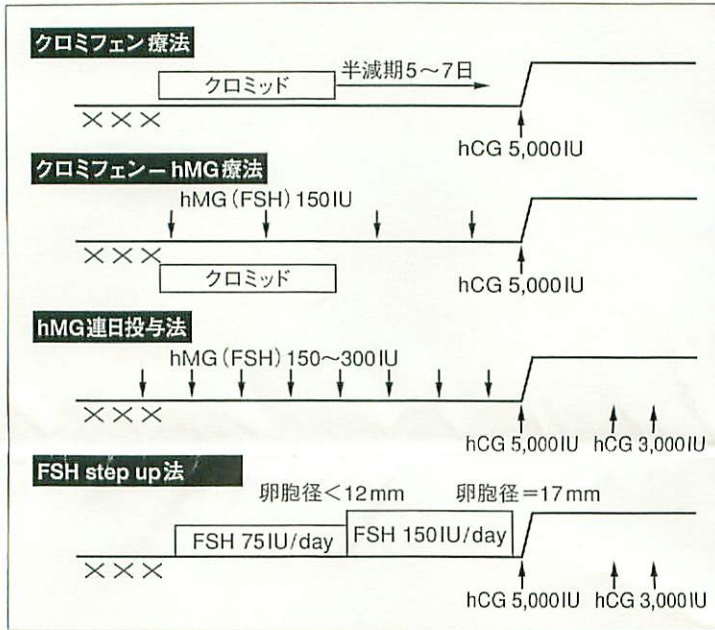 クロミフェン療法
クロミッド
半減期5〜7日
×××
hCG 5,000IU
クロミフェン−hMG療法
hMG(FSH)150IU
×××
クロミッド
hCG 5,000IU
hMG連日投与法
hMG(FSH)150〜300IU
×××
hCG 5,000IU
hCG 3,000IU
FSH step up法
卵胞径<12mm
卵胞径=17mm
FSH 75IU/day
FSH 150IU/day
×××
hCG 5,000IU
hCG 3,000IU